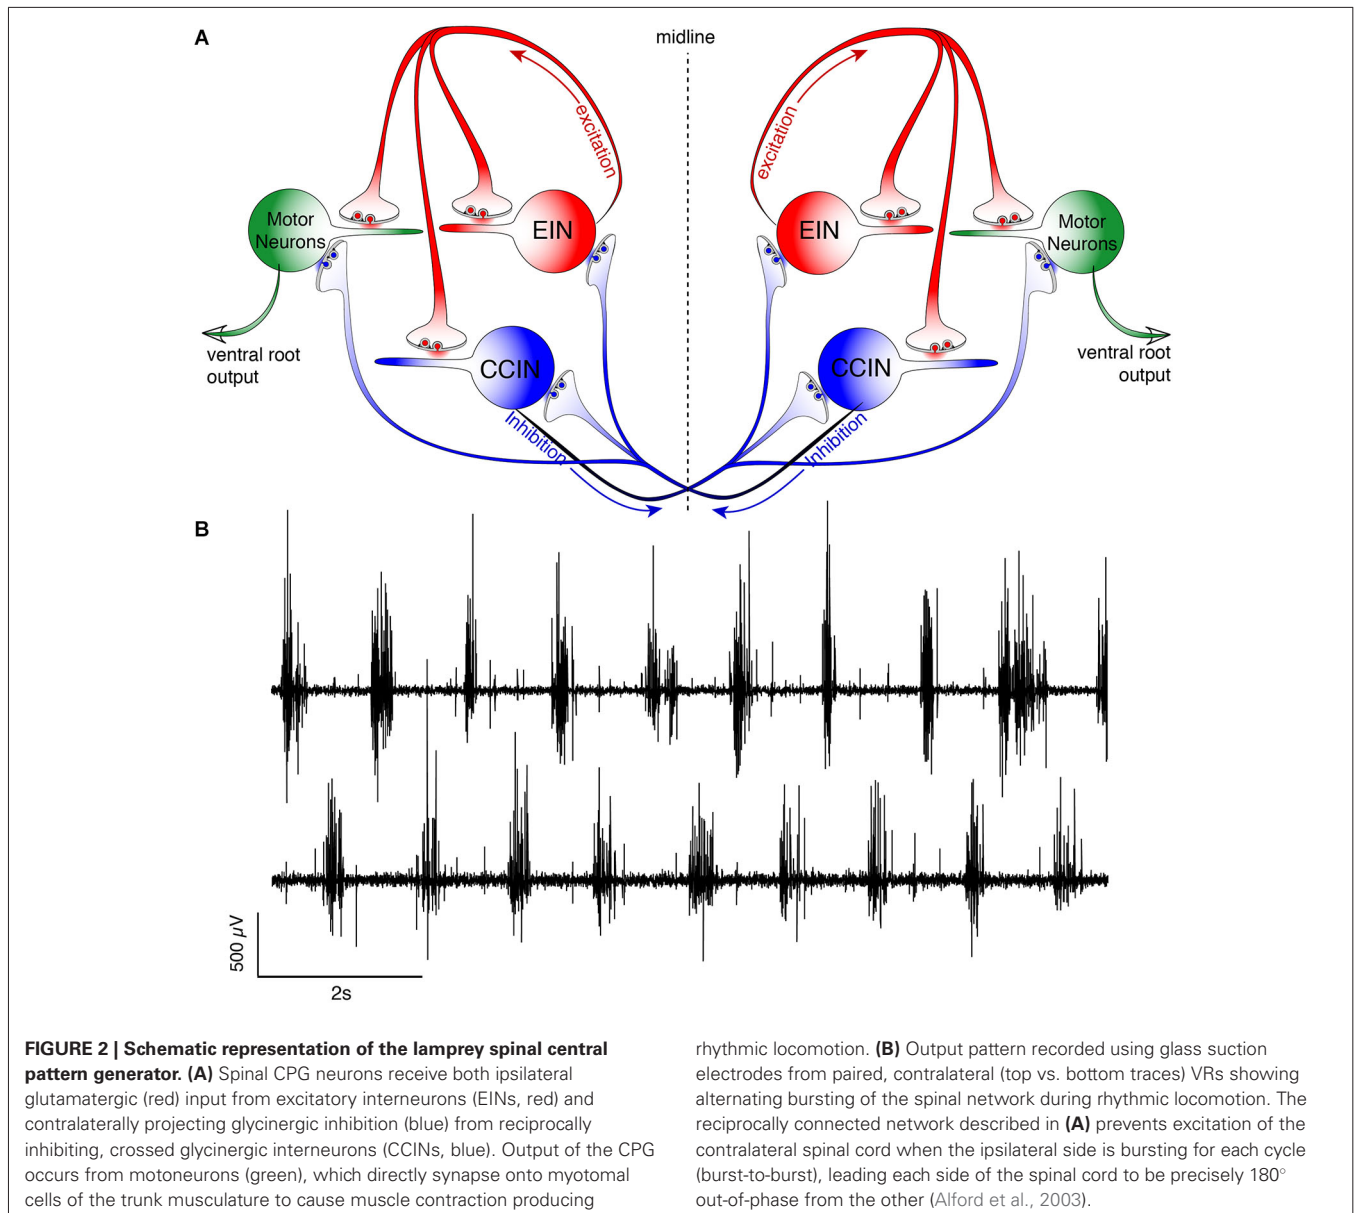 A
midline
excitation
excitation
Motor
Neurons
EIN
EIN
Motor
Neurons
ventral root
output
CCIN
CCIN
ventral root
output
Inhibition
Inhibition
B
500 µV
2s
FIGURE 2 | Schematic representation of the lamprey spinal central
pattern generator. (A) Spinal CPG neurons receive both ipsilateral
glutamatergic (red) input from excitatory interneurons (EINs, red) and
contralaterally projecting glycinergic inhibition (blue) from reciprocally
inhibiting, crossed glycinergic interneurons (CCINs, blue). Output of the CPG
occurs from motoneurons (green), which directly synapse onto myotomal
cells of the trunk musculature to cause muscle contraction producing
rhythmic locomotion. (B) Output pattern recorded using glass suction
electrodes from paired, contralateral (top vs. bottom traces) VRs showing
alternating bursting of the spinal network during rhythmic locomotion. The
reciprocally connected network described in (A) prevents excitation of the
contralateral spinal cord when the ipsilateral side is bursting for each cycle
(burst-to-burst), leading each side of the spinal cord to be precisely 180°
out-of-phase from the other (Alford et al., 2003).